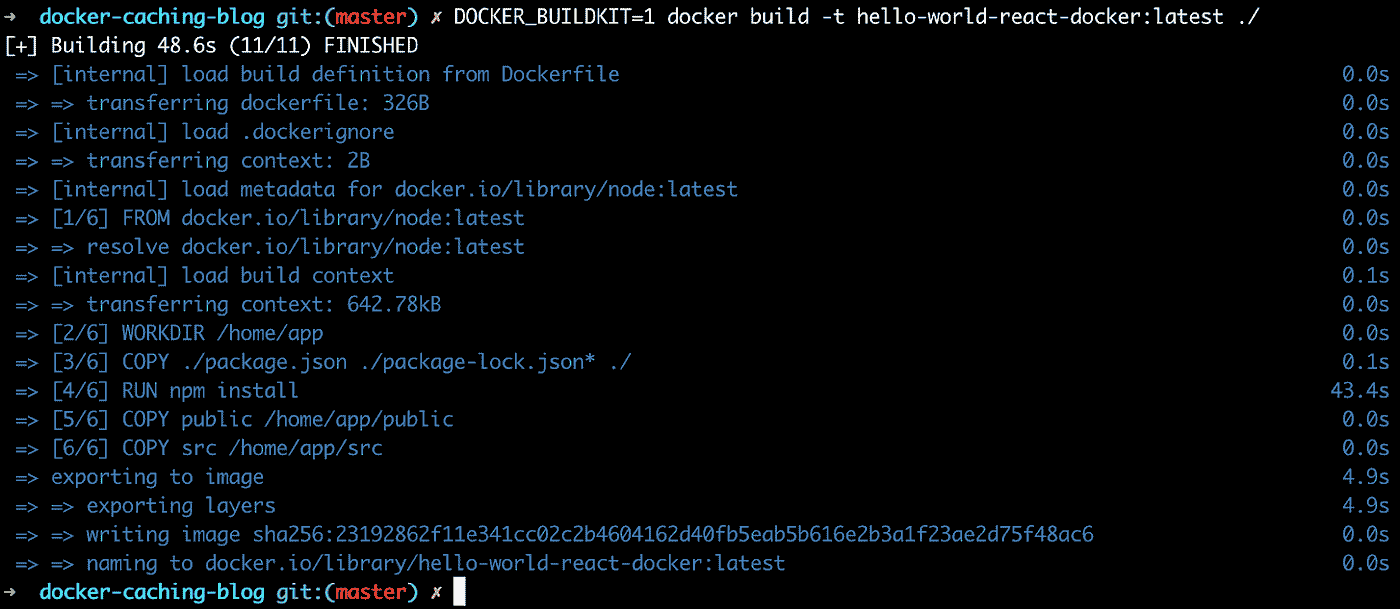 → docker-caching-blog git:(master) ✗ DOCKER_BUILDKIT=1 docker build -t hello-world-react-docker:latest ./
[+] Building 48.6s (11/11) FINISHED
=> [internal] load build definition from Dockerfile 0.0s
=> => transferring dockerfile: 326B 0.0s
=> [internal] load .dockerignore 0.0s
=> => transferring context: 2B 0.0s
=> [internal] load metadata for docker.io/library/node:latest 0.0s
=> [1/6] FROM docker.io/library/node:latest 0.0s
=> => resolve docker.io/library/node:latest 0.0s
=> [internal] load build context 0.1s
=> => transferring context: 642.78kB 0.0s
=> [2/6] WORKDIR /home/app 0.0s
=> [3/6] COPY ./package.json ./package-lock.json* ./ 0.1s
=> [4/6] RUN npm install 43.4s
=> [5/6] COPY public /home/app/public 0.0s
=> [6/6] COPY src /home/app/src 0.0s
=> exporting to image 4.9s
=> => exporting layers 4.9s
=> => writing image sha256:23192862f11e341cc02c2b4604162d40fb5eab5b616e2b3a1f23ae2d75f48ac6 0.0s
=> => naming to docker.io/library/hello-world-react-docker:latest 0.0s
→ docker-caching-blog git:(master) ✗